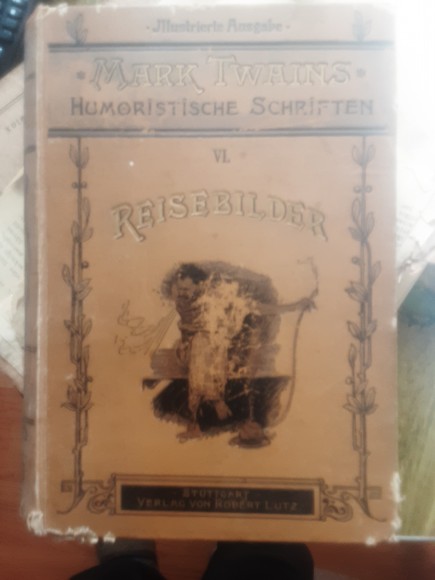 - Illustrierte Ausgabe -
MARK TWAINS
HUMORISTISCHE SCHRIFTEN
VI.
REISEBILDER
STUTTGART
VERLAG VON ROBERT LUTZ